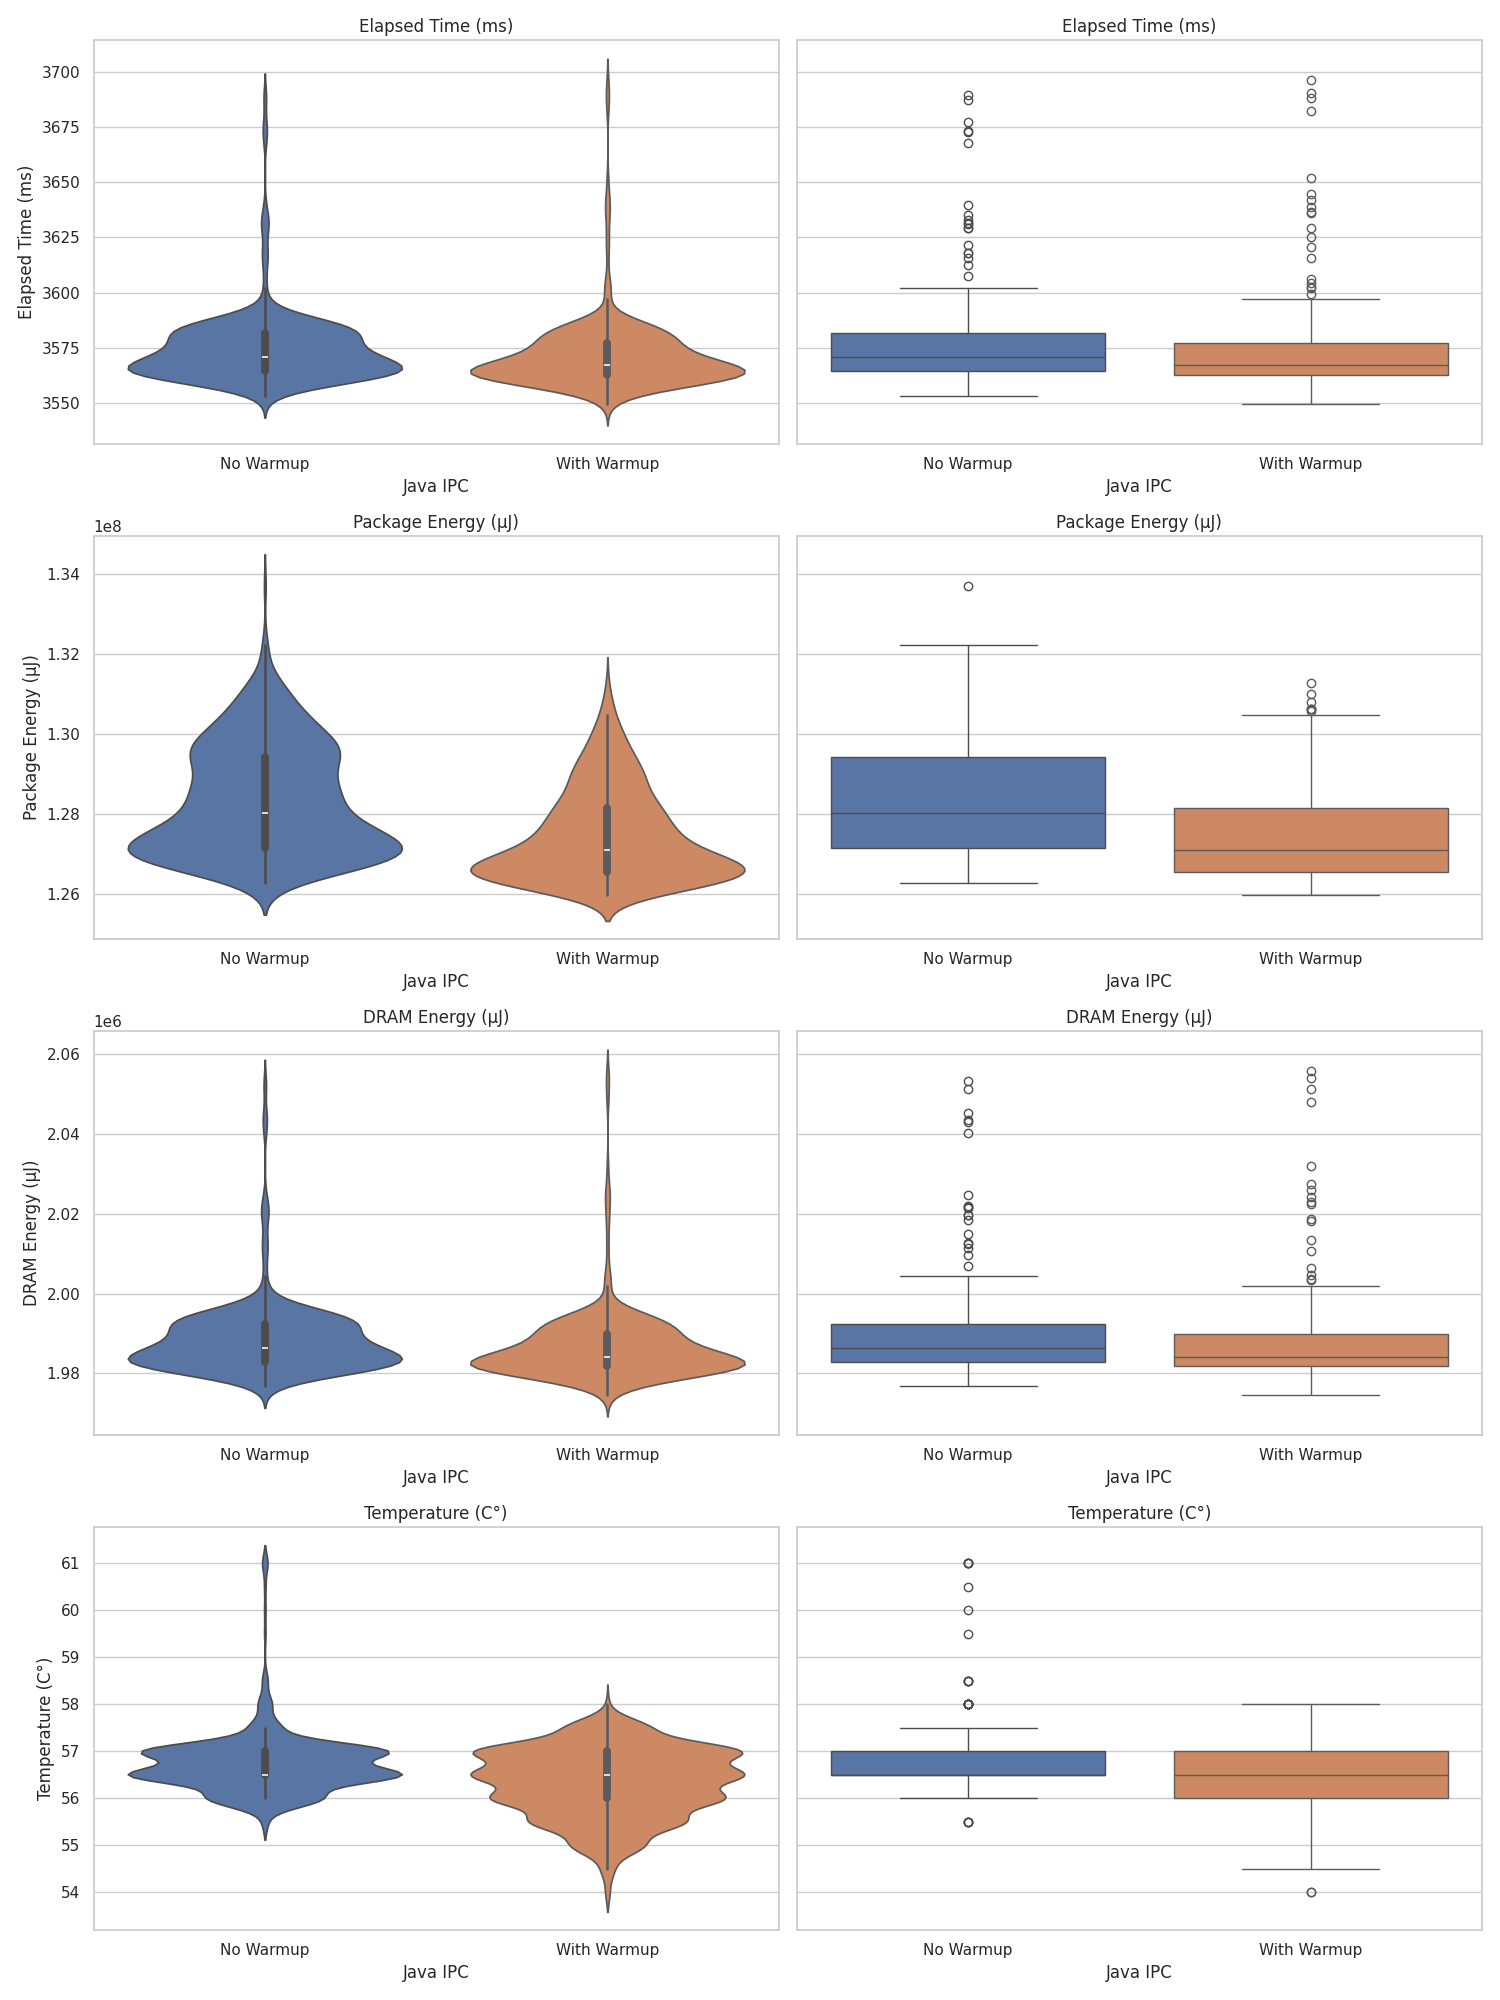 Elapsed Time (ms)
Elapsed Time (ms)
Elapsed Time (ms)
3700
3675
3650
3625
3600
3575
3550
No Warmup
With Warmup
No Warmup
With Warmup
Java IPC
Java IPC
1e8
Package Energy (μJ)
Package Energy (μJ)
Package Energy (μJ)
1.34
1.32
1.30
1.28
1.26
No Warmup
With Warmup
No Warmup
With Warmup
Java IPC
Java IPC
1e6
DRAM Energy (μJ)
DRAM Energy (μJ)
DRAM Energy (μJ)
2.06
2.04
2.02
2.00
1.98
No Warmup
With Warmup
No Warmup
With Warmup
Java IPC
Java IPC
Temperature (C°)
Temperature (C°)
Temperature (C°)
61
60
59
58
57
56
55
54
No Warmup
With Warmup
No Warmup
With Warmup
Java IPC
Java IPC